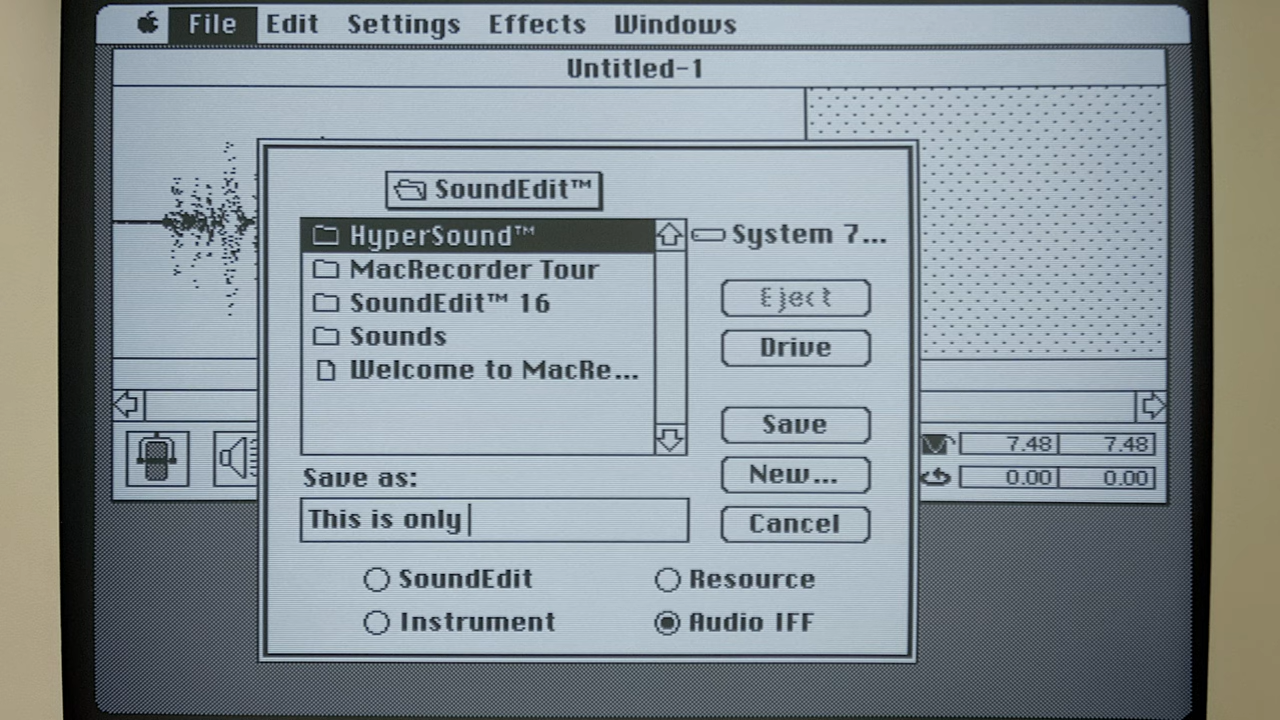 File Edit Settings Effects Windows
Untitled-1
SoundEdit™
HyperSound™
MacRecorder Tour
SoundEdit™ 16
Sounds
Welcome to MacRe...
System 7...
Eject
Drive
Save
New...
Cancel
Save as:
This is only
SoundEdit
Resource
Instrument
Audio IFF
7.48 7.48
0.00 0.00